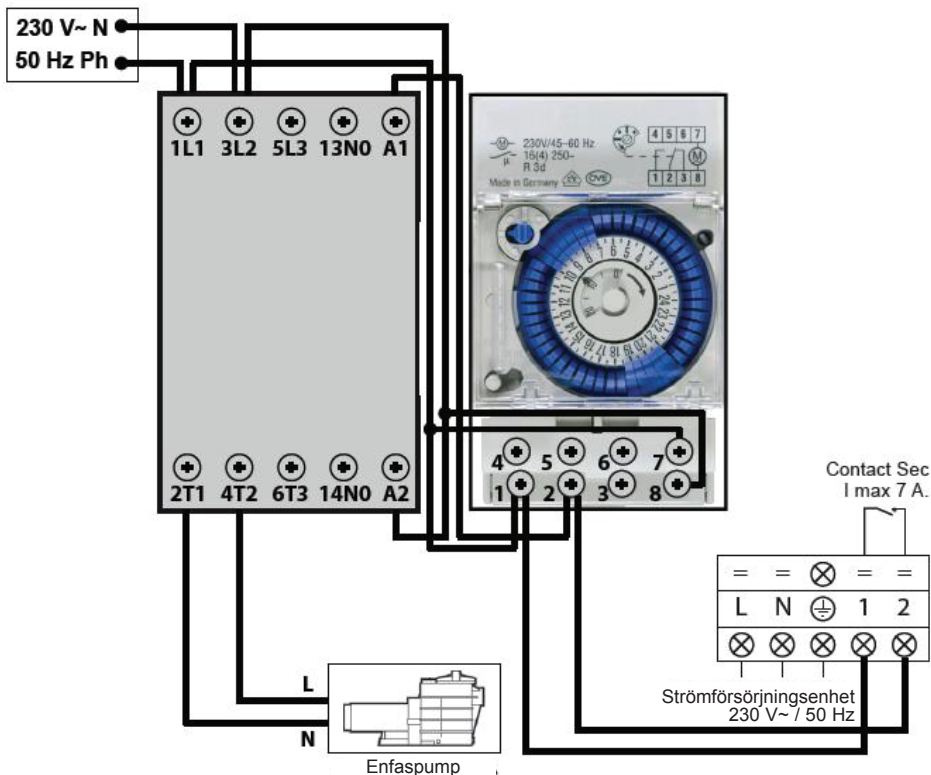 230 V~ N
50 Hz Ph
1L1 3L2 5L3 13N0 A1
2T1 4T2 6T3 14N0 A2
230V/45-60 Hz
16(4) 250~
µ
R 3d
Made in Germany
4 5 6 7
M
1 2 3 8
4 5 6 7
1 2 3 8
Contact Sec
I max 7 A.
= = = =
L N 1 2
Strömförsörjningsenhet
230 V~ / 50 Hz
L
N
Enfaspump